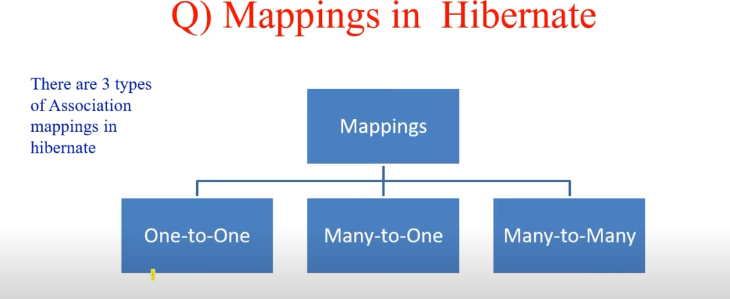 Q) Mappings in Hibernate
There are 3 types
of Association
mappings in
hibernate
Mappings
One-to-One
Many-to-One
Many-to-Many